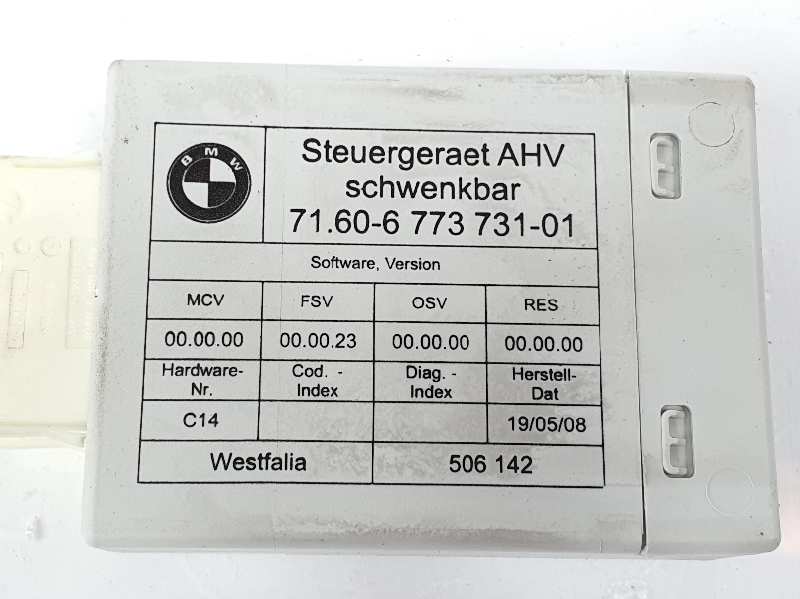 BMW
Steuergeraet AHV
schwenkbar
71.60-6 773 731-01
Software, Version
MCV FSV OSV RES
00.00.00 00.00.23 00.00.00 00.00.00
Hardware- Cod. - Diag. - Herstell-
Nr. Index Index Dat
C14 19/05/08
Westfalia 506 142